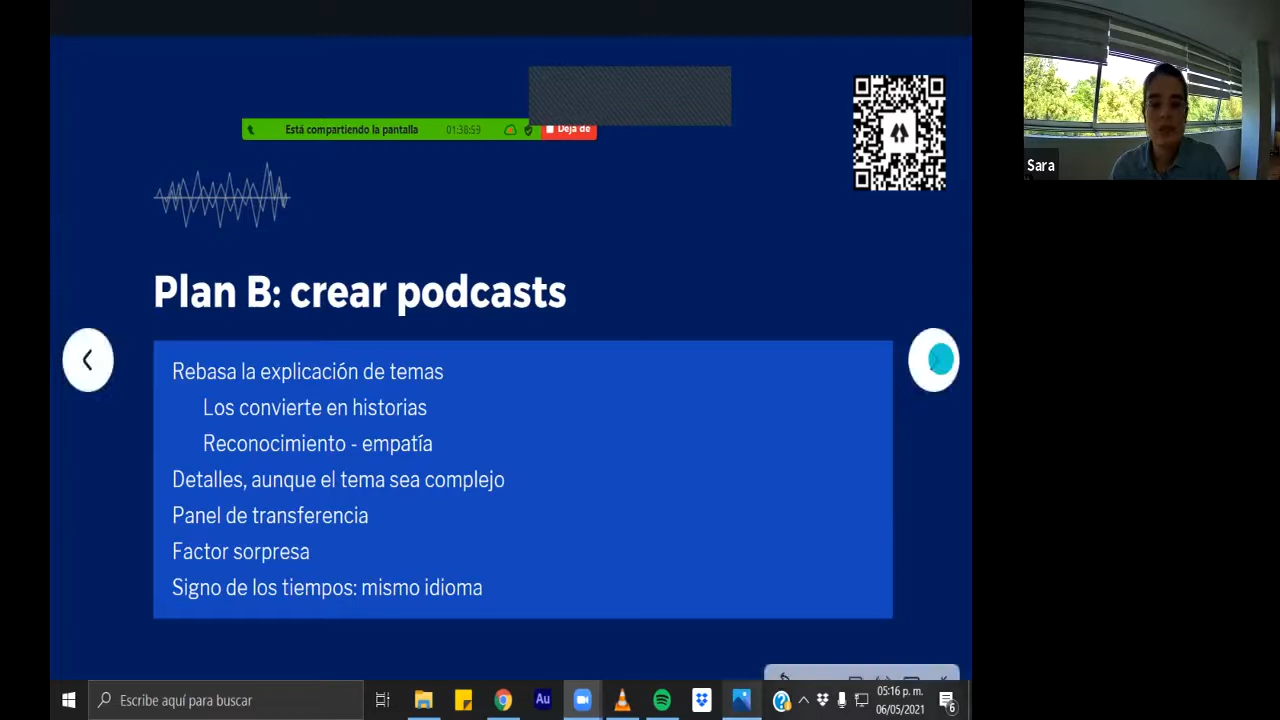 Está compartiendo la pantalla 01:38:53 Deja de
Sara
Plan B: crear podcasts
Rebasa la explicación de temas
Los convierte en historias
Reconocimiento - empatía
Detalles, aunque el tema sea complejo
Panel de transferencia
Factor sorpresa
Signo de los tiempos: mismo idioma
Escribe aquí para buscar
Au
05:16 p. m.
06/05/2021
6